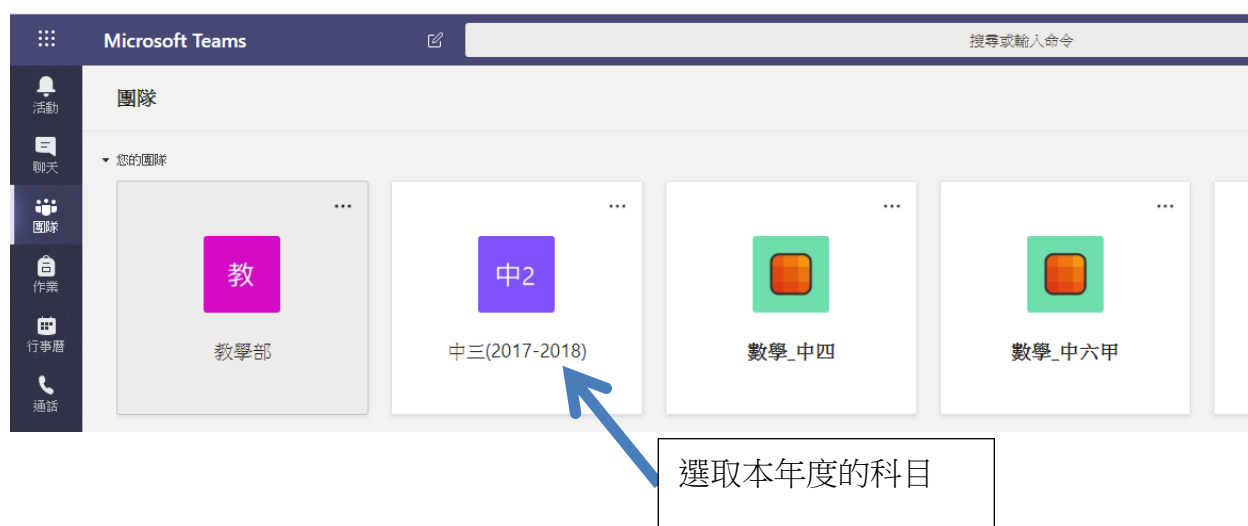 Microsoft Teams
搜尋或輸入命令
活動
聊天
團隊
作業
行事曆
通話
團隊
您的團隊
教
教學部
中2
中三(2017-2018)
數學_中四
數學_中六甲
選取本年度的科目